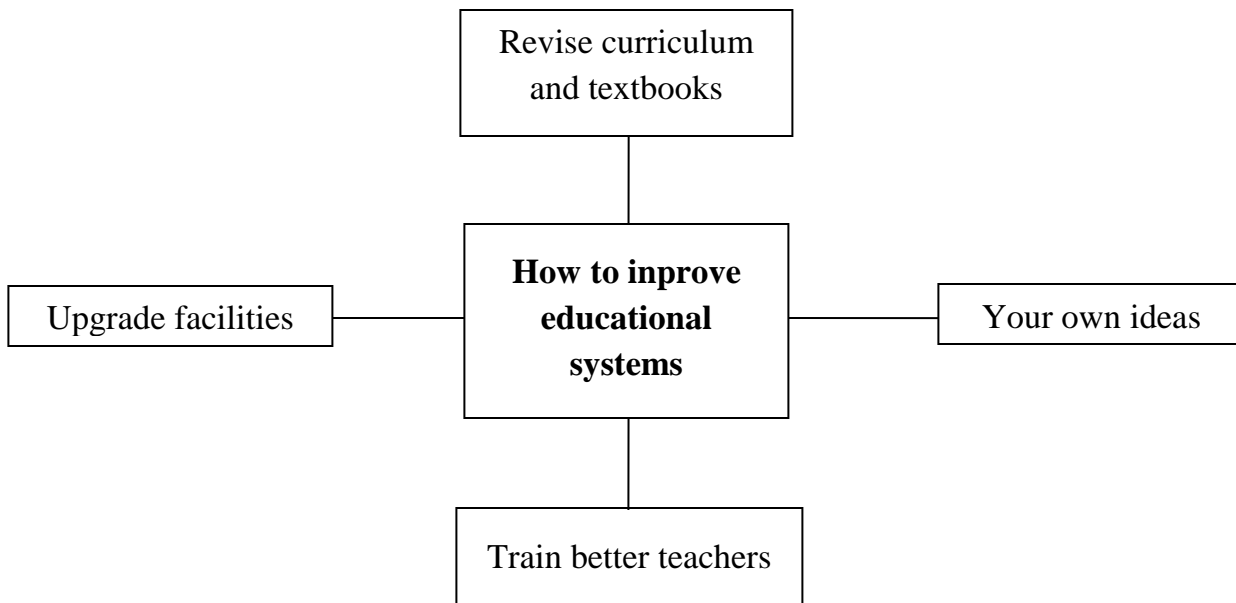 Revise curriculum
and textbooks
How to inprove
educational
systems
Upgrade facilities
Your own ideas
Train better teachers